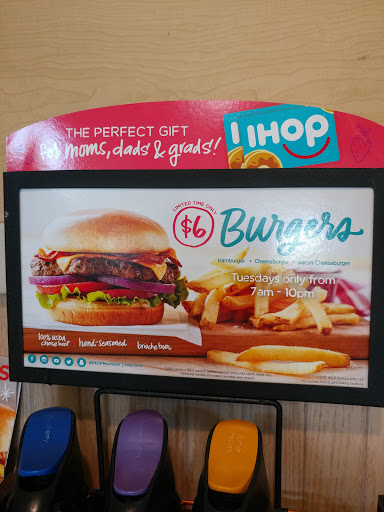 THE PERFECT GIFT
for moms, dads & grads!
IHOP
LIMITED TIME ONLY
$6
Burgers
Hamburger • Cheeseburger • Bacon Cheeseburger
Tuesdays only from
7am - 10pm
100% USDA
choice beef
hand-seasoned
brioche bun